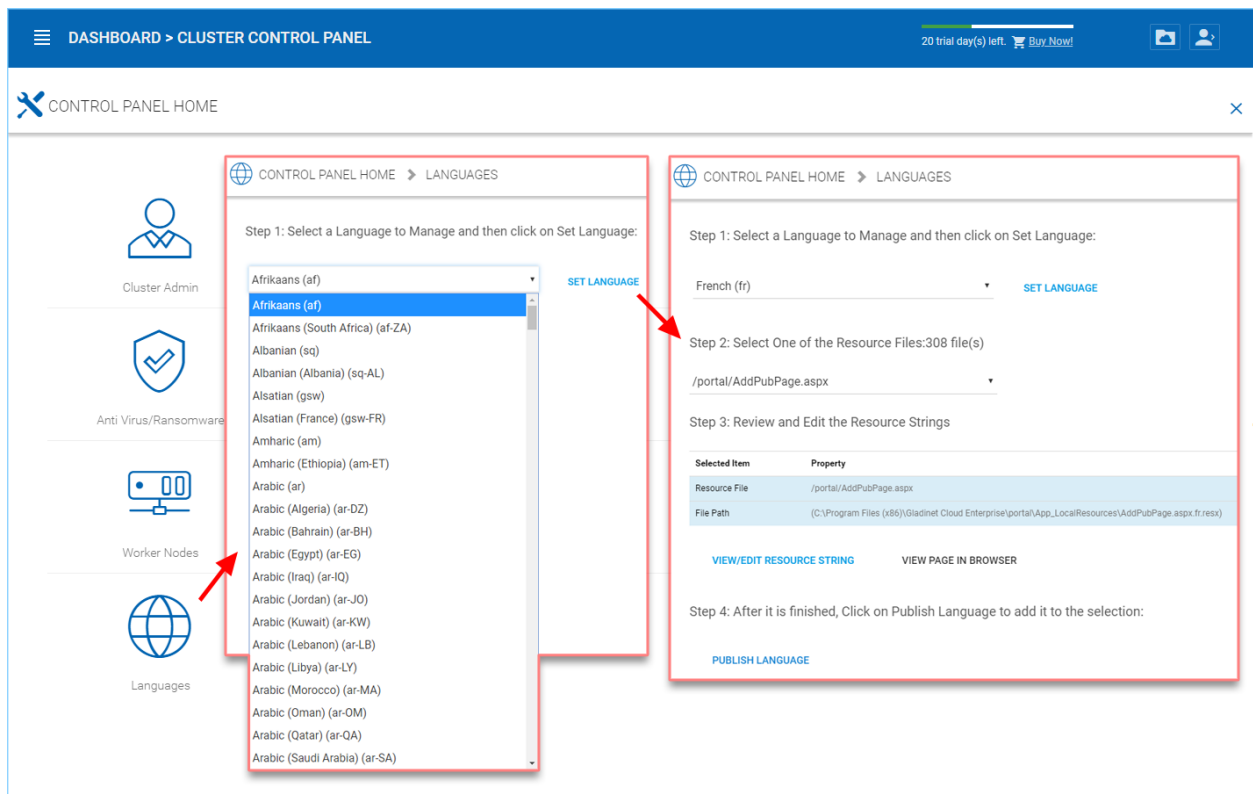 DASHBOARD > CLUSTER CONTROL PANEL
20 trial day(s) left. Buy Now!
CONTROL PANEL HOME
Cluster Admin
Anti Virus/Ransomware
Worker Nodes
Languages
CONTROL PANEL HOME > LANGUAGES
Step 1: Select a Language to Manage and then click on Set Language:
Afrikaans (af)
SET LANGUAGE
Afrikaans (af)
Afrikaans (South Africa) (af-ZA)
Albanian (sq)
Albanian (Albania) (sq-AL)
Alsatian (gsw)
Alsatian (France) (gsw-FR)
Amharic (am)
Amharic (Ethiopia) (am-ET)
Arabic (ar)
Arabic (Algeria) (ar-DZ)
Arabic (Bahrain) (ar-BH)
Arabic (Egypt) (ar-EG)
Arabic (Iraq) (ar-IQ)
Arabic (Jordan) (ar-JO)
Arabic (Kuwait) (ar-KW)
Arabic (Lebanon) (ar-LB)
Arabic (Libya) (ar-LY)
Arabic (Morocco) (ar-MA)
Arabic (Oman) (ar-OM)
Arabic (Qatar) (ar-QA)
Arabic (Saudi Arabia) (ar-SA)
CONTROL PANEL HOME > LANGUAGES
Step 1: Select a Language to Manage and then click on Set Language:
French (fr)
SET LANGUAGE
Step 2: Select One of the Resource Files:308 file(s)
/portal/AddPubPage.aspx
Step 3: Review and Edit the Resource Strings
Selected Item Property
Resource File /portal/AddPubPage.aspx
File Path (C:\Program Files (x86)\Gladinet Cloud Enterprise\portal\App_LocalResources\AddPubPage.aspx.fr.resx)
VIEW/EDIT RESOURCE STRING VIEW PAGE IN BROWSER
Step 4: After it is finished, Click on Publish Language to add it to the selection:
PUBLISH LANGUAGE